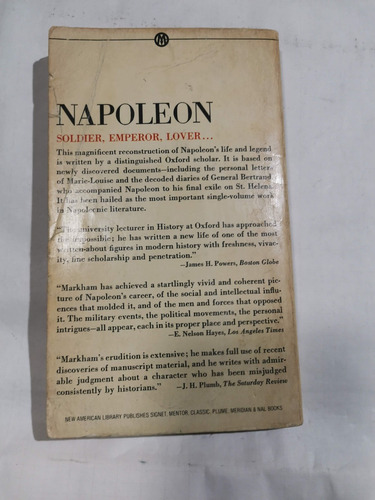 NAPOLEON
SOLDIER, EMPEROR, LOVER...
This magnificent reconstruction of Napoleon's life and legend
is written by a distinguished Oxford scholar. It is based on
newly discovered documents—including the personal letters
of Marie-Louise and the decoded diaries of General Bertrand
who accompanied Napoleon to his final exile on St. Helena.
It has been hailed as the most important single-volume work
in Napoleonic literature.
university lecturer in History at Oxford has approached
the impossible; he has written a new life of one of the most
written-about figures in modern history with freshness, vivac-
ity, fine scholarship and penetration."
—James H. Powers, Boston Globe
"Markham has achieved a startlingly vivid and coherent pic-
ture of Napoleon's career, of the social and intellectual influ-
ences that molded it, and of the men and forces that opposed
it. The military events, the political movements, the personal
intrigues—all appear, each in its proper place and perspective."
—E. Nelson Hayes, Los Angeles Times
"Markham's erudition is extensive; he makes full use of recent
discoveries of manuscript material, and he writes with admir-
able judgment about a character who has been misjudged
consistently by historians." —J. H. Plumb, The Saturday Review
NEW AMERICAN LIBRARY PUBLISHES SIGNET, MENTOR, CLASSIC, PLUME, MERIDIAN & NAL BOOKS